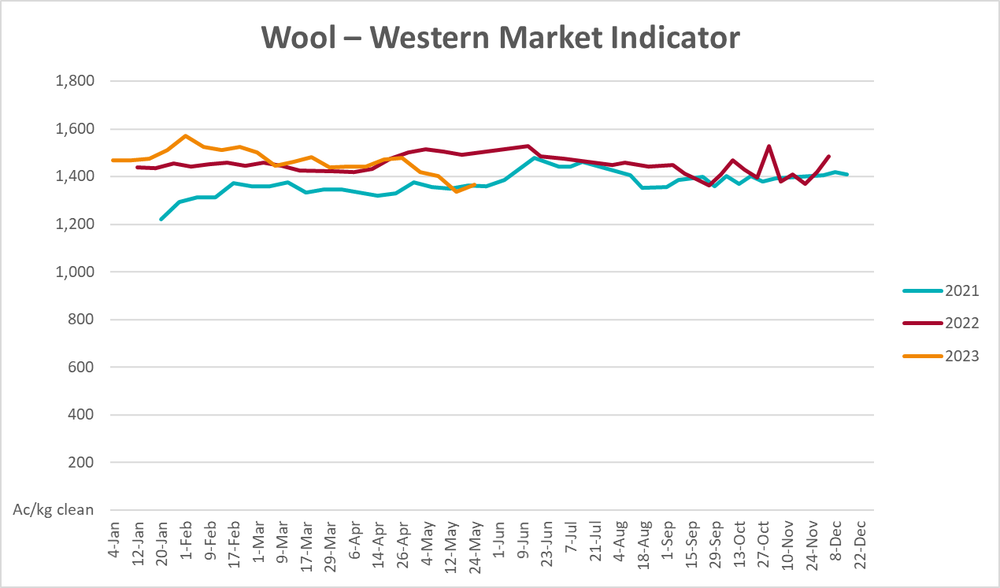 Wool – Western Market Indicator
1,800
1,600
1,400
1,200
1,000
800
600
400
200
Ac/kg clean
4-Jan
12-Jan
20-Jan
1-Feb
9-Feb
17-Feb
1-Mar
9-Mar
17-Mar
29-Mar
6-Apr
14-Apr
26-Apr
4-May
12-May
24-May
1-Jun
9-Jun
23-Jun
7-Jul
21-Jul
4-Aug
18-Aug
1-Sep
15-Sep
29-Sep
13-Oct
27-Oct
10-Nov
24-Nov
8-Dec
22-Dec
2021
2022
2023